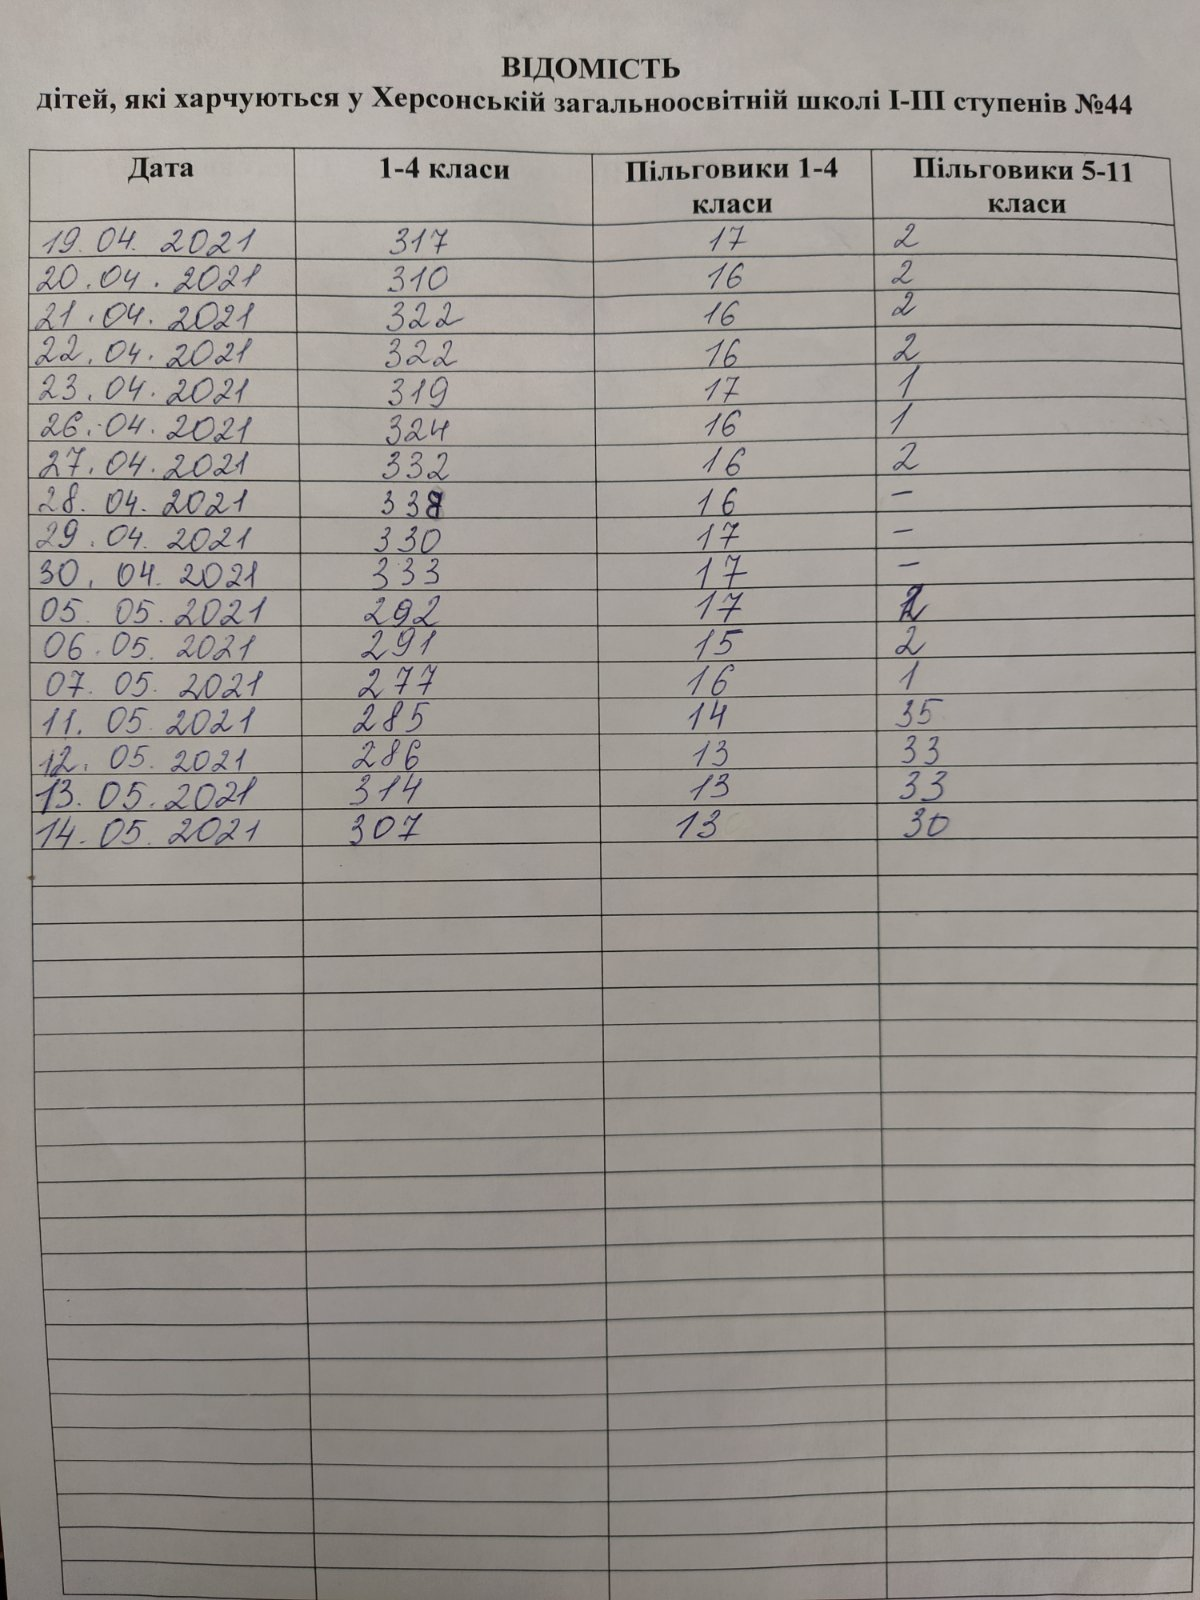 ВІДОМІСТЬ
дітей, які харчуються у Херсонській загальноосвітній школі І-ІІІ ступенів №44
Дата 1-4 класи Пільговики 1-4 класи Пільговики 5-11 класи
19.04.2021 317 17 2
20.04.2021 310 16 2
21.04.2021 322 16 2
22.04.2021 322 16 2
23.04.2021 319 17 1
26.04.2021 324 16 1
27.04.2021 332 16 2
28.04.2021 16 -
29.04.2021 330 17 -
30.04.2021 333 17 -
05.05.2021 292 17
06.05.2021 291 15 2
07.05.2021 277 16 1
11.05.2021 285 14 35
12.05.2021 286 13 33
13.05.2021 314 13 33
14.05.2021 307 13 30